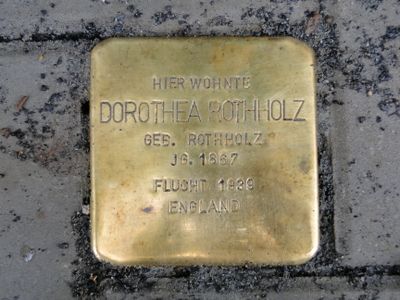 HIER WOHNTE
DOROTHEA ROTHHOLZ
GEB. ROTHHOLZ
JG. 1867
FLUCHT 1939
ENGLAND